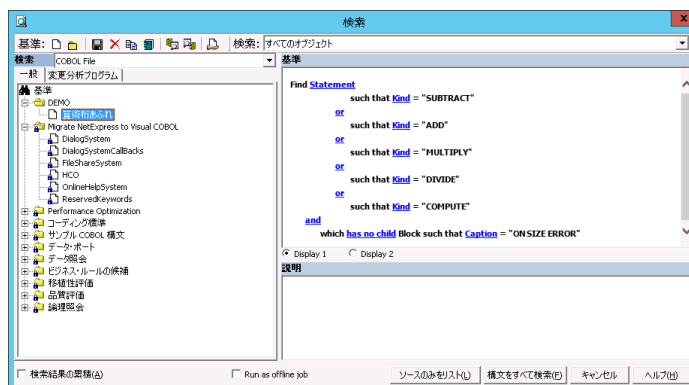 検索
基準:
検索: すべてのオブジェクト
検索 COBOL File
基準
一般 変更分析プログラム
基準
DEMO
算術桁あふれ
Migrate NetExpress to Visual COBOL
DialogSystem
DialogSystemCallBacks
FileShareSystem
HCO
OnlineHelpSystem
ReservedKeywords
Performance Optimization
コーディング標準
サンプル COBOL 構文
データ・ポート
データ照会
ビジネス・ルールの候補
移植性評価
品質評価
論理照会
Find Statement
such that Kind = "SUBTRACT"
or
such that Kind = "ADD"
or
such that Kind = "MULTIPLY"
or
such that Kind = "DIVIDE"
or
such that Kind = "COMPUTE"
and
which has no child Block such that Caption = "ON SIZE ERROR"
Display 1 Display 2
説明
検索結果の累積(A) Run as offline job ソースのみをリスト(L) 構文をすべて検索(F) キャンセル ヘルプ(H)